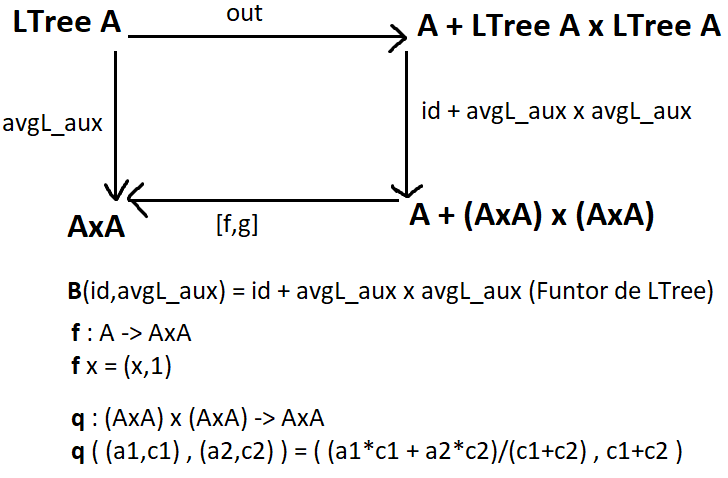 LTree A
out
A + LTree A x LTree A
avgL_aux
id + avgL_aux x avgL_aux
AxA
[f,g]
A + (AxA) x (AxA)
B(id,avgL_aux) = id + avgL_aux x avgL_aux (Funtor de LTree)
f : A -> AxA
f x = (x,1)
q : (AxA) x (AxA) -> AxA
q ( (a1,c1) , (a2,c2) ) = ( (a1*c1 + a2*c2)/(c1+c2) , c1+c2 )